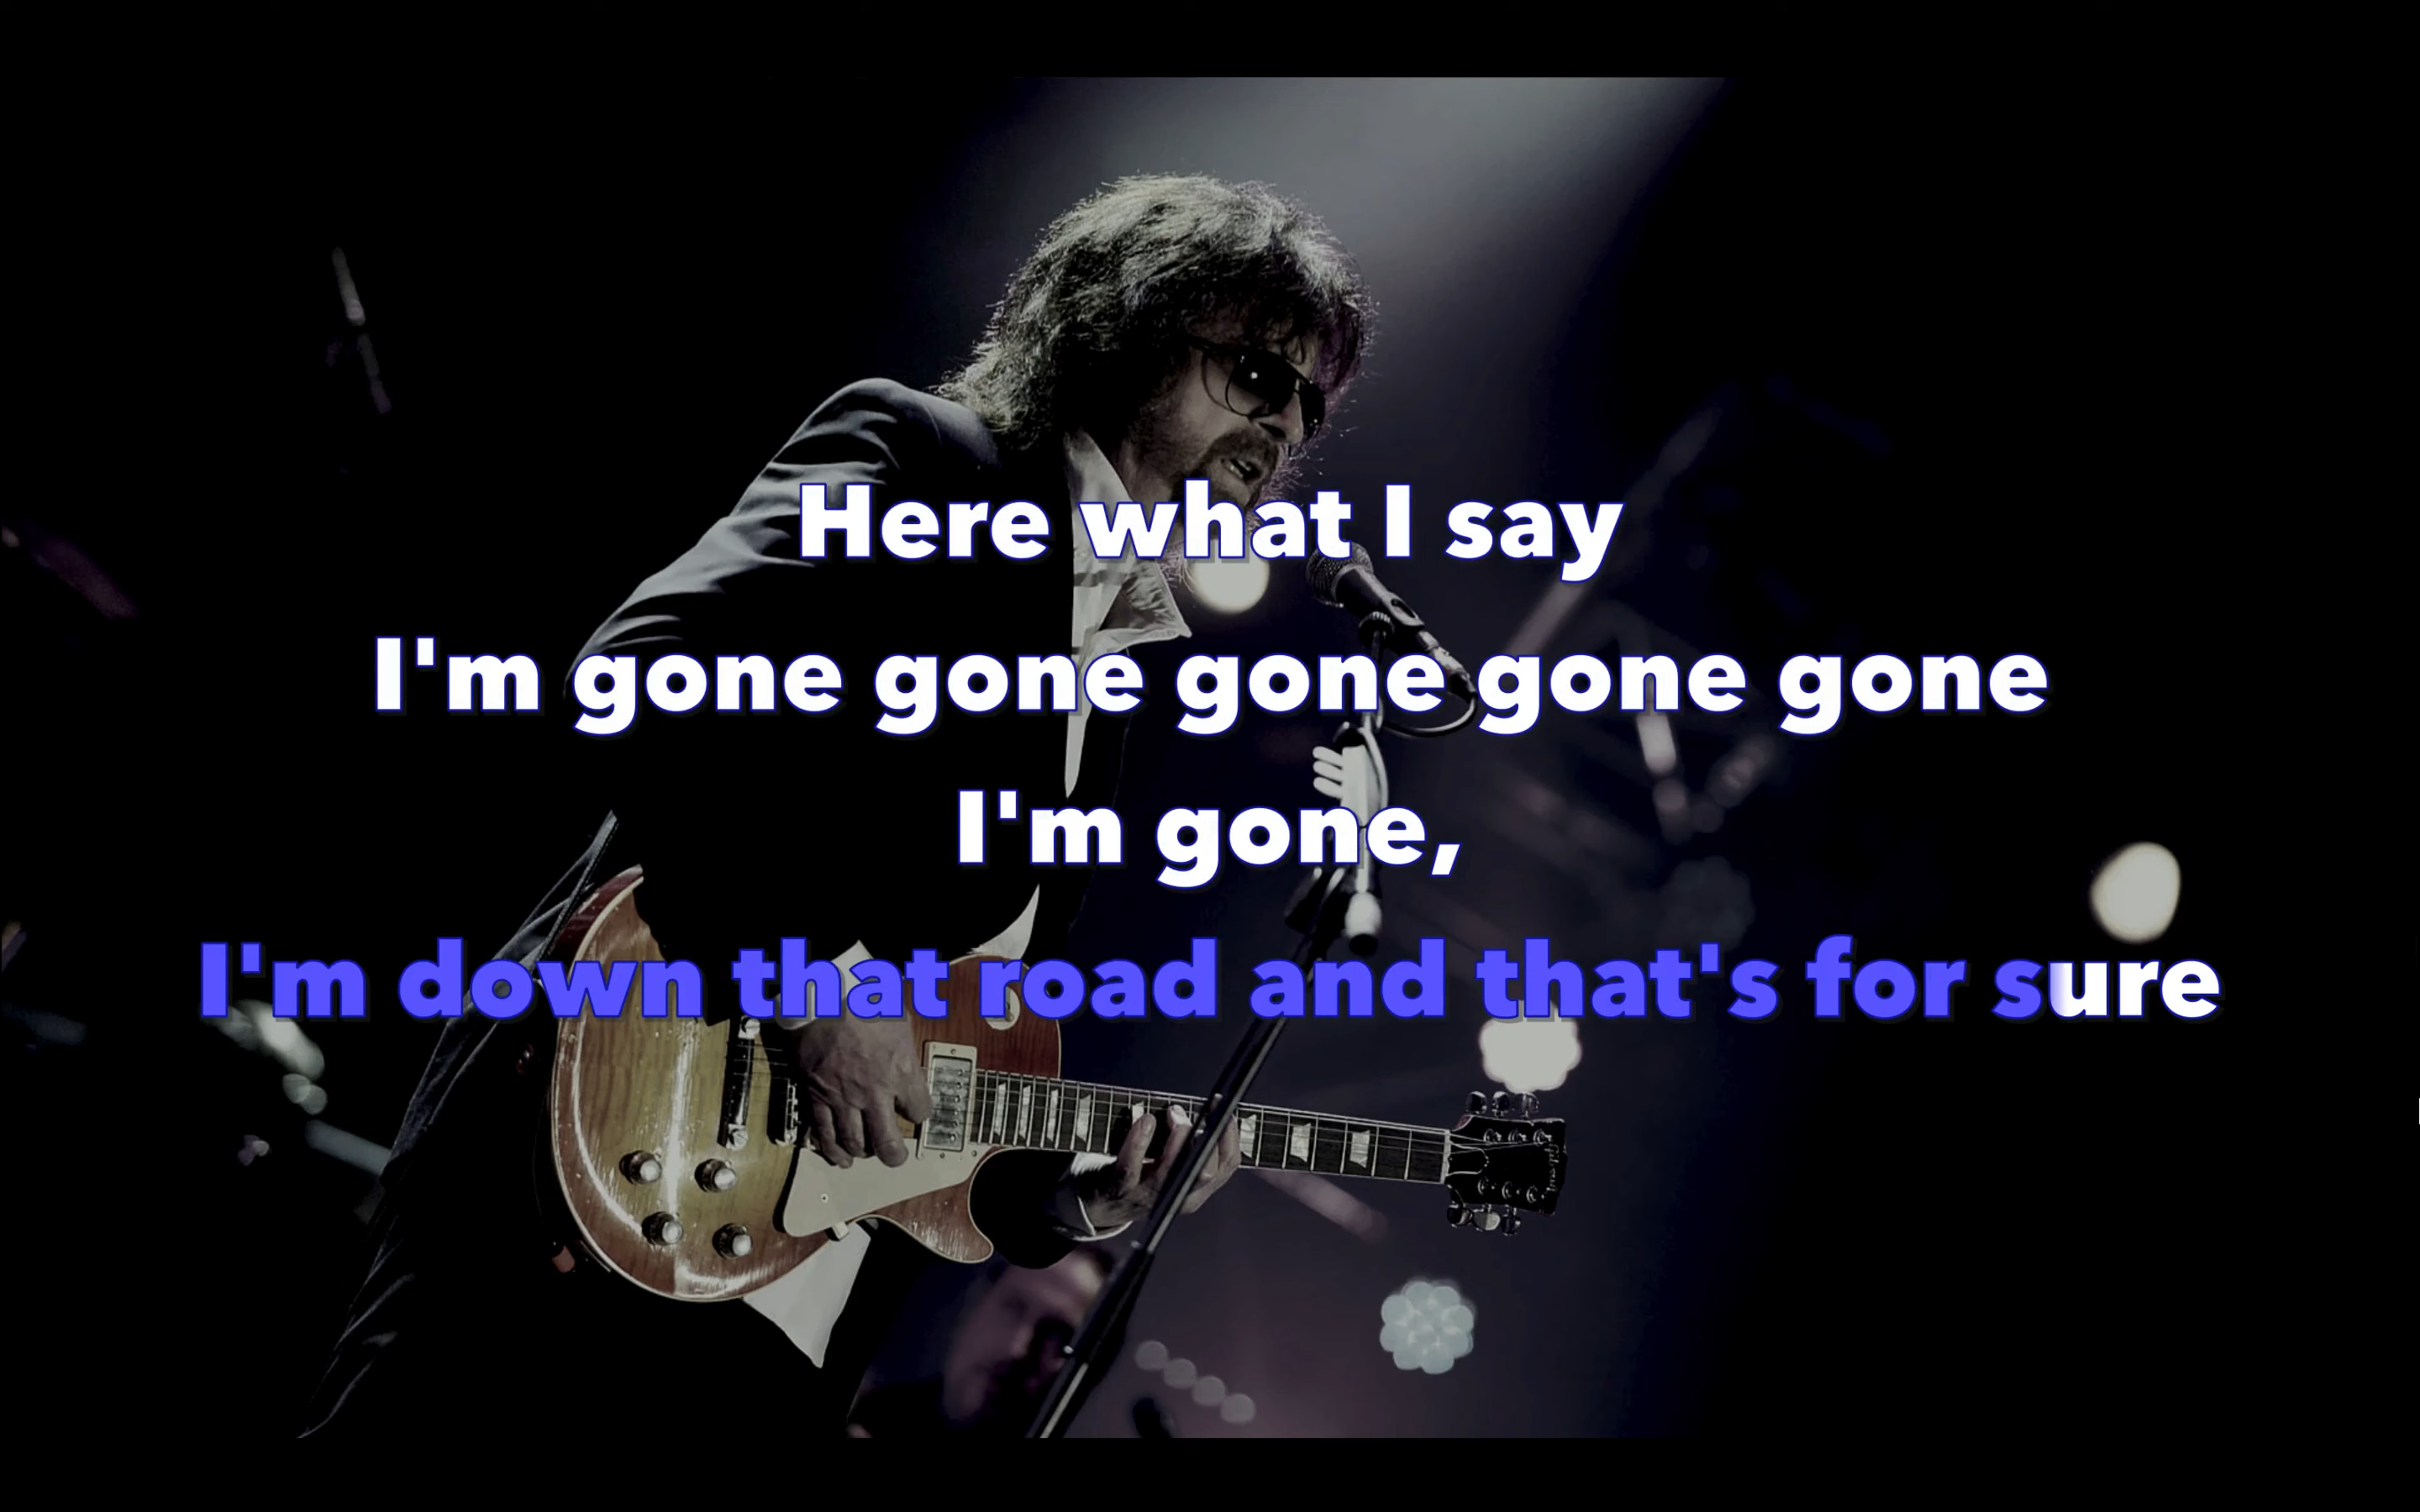 Here what I say
I'm gone gone gone gone gone
I'm gone,
I'm down that road and that's for sure